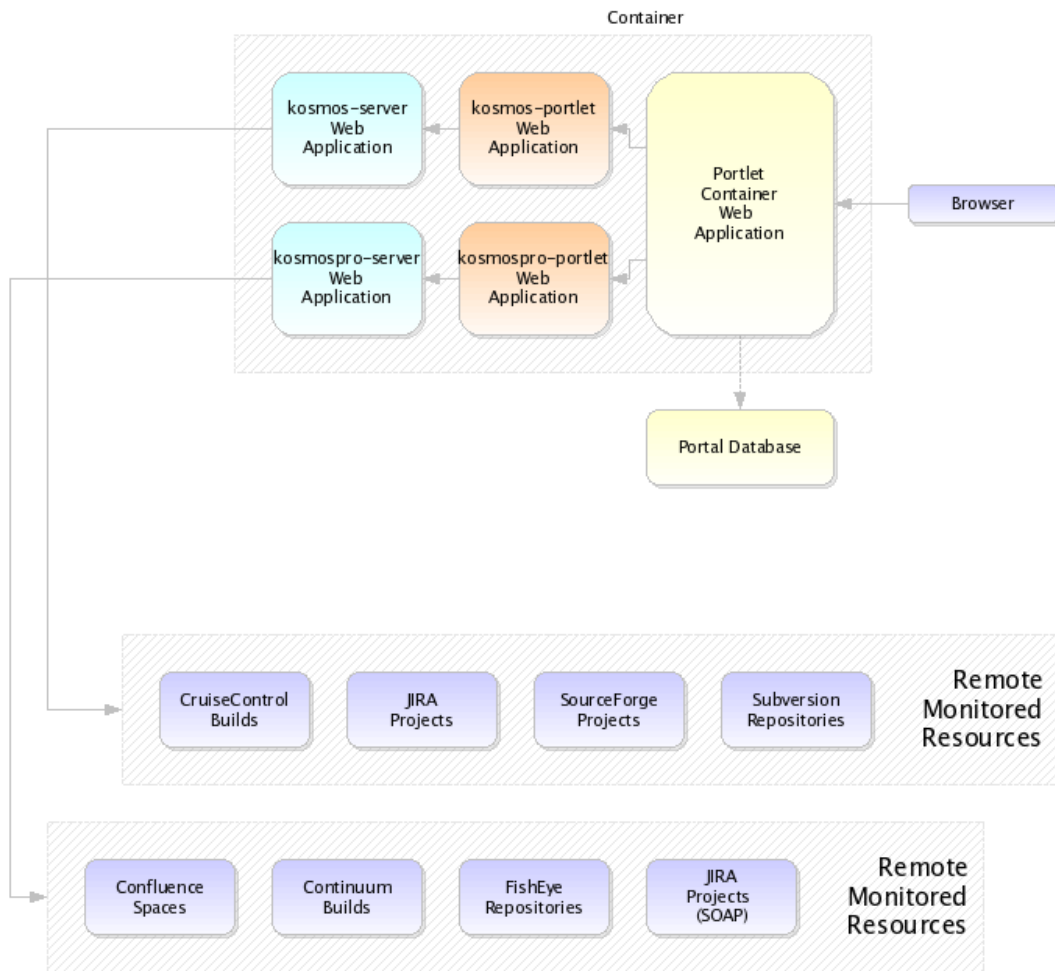 Container
kosmos-server
Web
Application
kosmos-portlet
Web
Application
Portlet
Container
Web
Application
Browser
kosmospro-server
Web
Application
kosmospro-portlet
Web
Application
Portal Database
CruiseControl
Builds
JIRA
Projects
SourceForge
Projects
Subversion
Repositories
Remote
Monitored
Resources
Confluence
Spaces
Continuum
Builds
FishEye
Repositories
JIRA
Projects
(SOAP)
Remote
Monitored
Resources